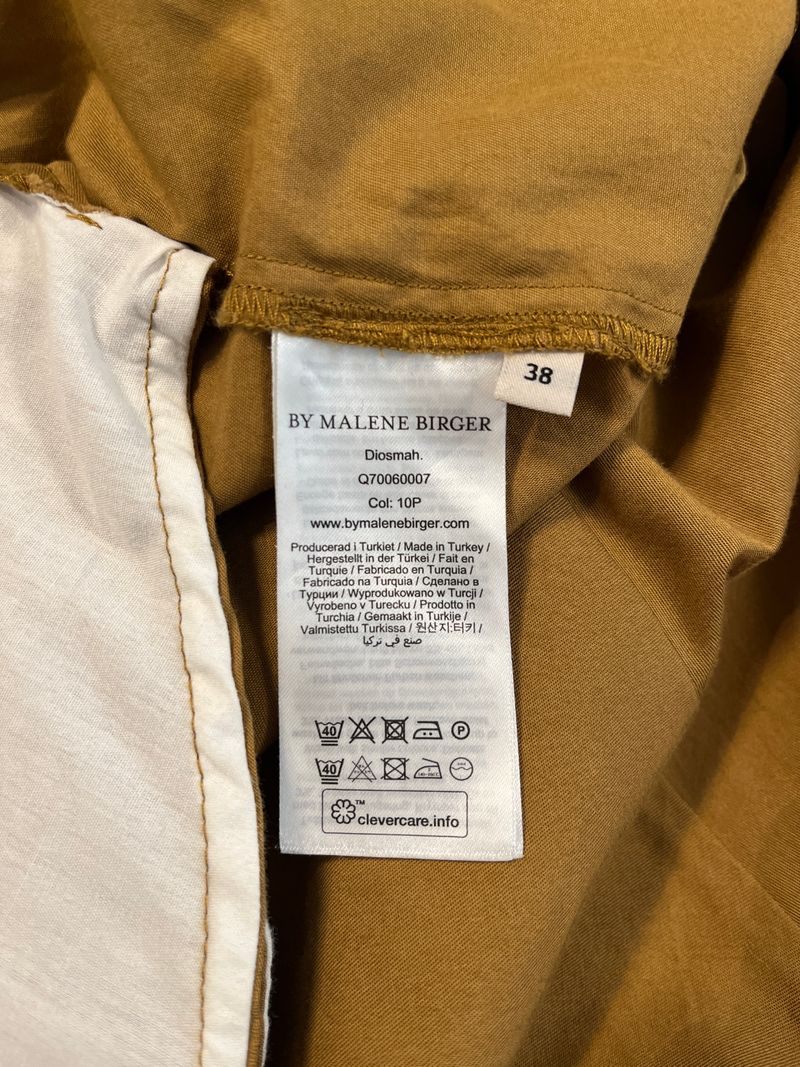 38
BY MALENE BIRGER
Diosmah.
Q70060007
Col: 10P
www.bymalenebirger.com
Producerad i Turkiet / Made in Turkey /
Hergestellt in der Türkei / Fait en
Turquie / Fabricado en Turquia /
Fabricado na Turquia / Сделано в
Турции / Wyprodukowano w Turcji /
Vyrobeno v Turecku / Prodotto in
Turchia / Gemaakt in Turkije /
Valmistettu Turkissa / 원산지:터키 /
صنع في تركيا
40 P
40
™
clevercare.info